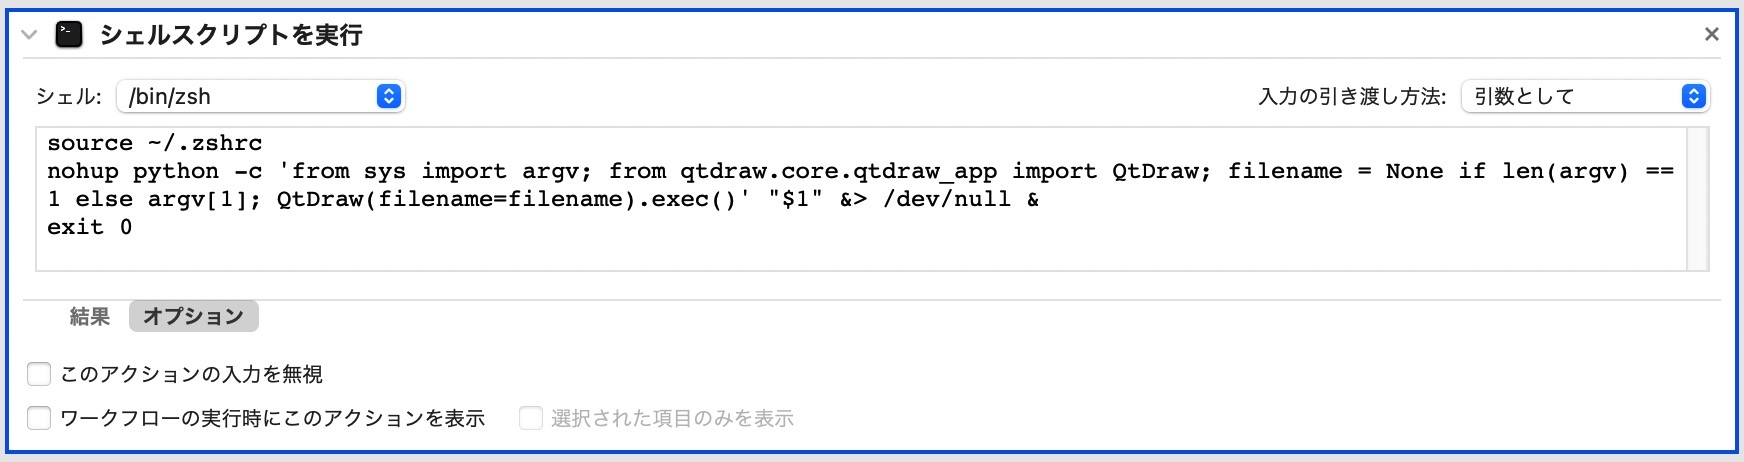 シェルスクリプトを実行
シェル: /bin/zsh 入力の引き渡し方法: 引数として
source ~/.zshrc
nohup python -c 'from sys import argv; from qtdraw.core.qtdraw_app import QtDraw; filename = None if len(argv) ==
1 else argv[1]; QtDraw(filename=filename).exec()' "$1" &> /dev/null &
exit 0
結果 オプション
このアクションの入力を無視
ワークフローの実行時にこのアクションを表示 選択された項目のみを表示